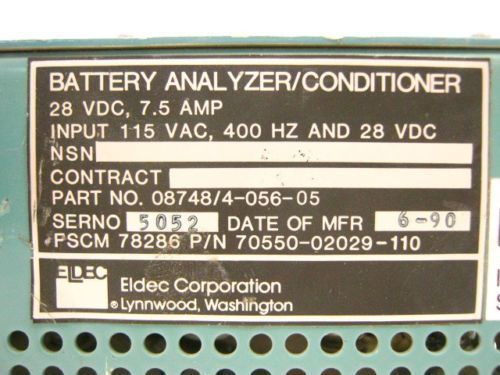 BATTERY ANALYZER/CONDITIONER
28 VDC, 7.5 AMP
INPUT 115 VAC, 400 HZ AND 28 VDC
NSN
CONTRACT
PART NO. 08748/4-056-05
SERNO 5052 DATE OF MFR 6-90
FSCM 78286 P/N 70550-02029-110
ELDEC
Eldec Corporation
® Lynnwood, Washington